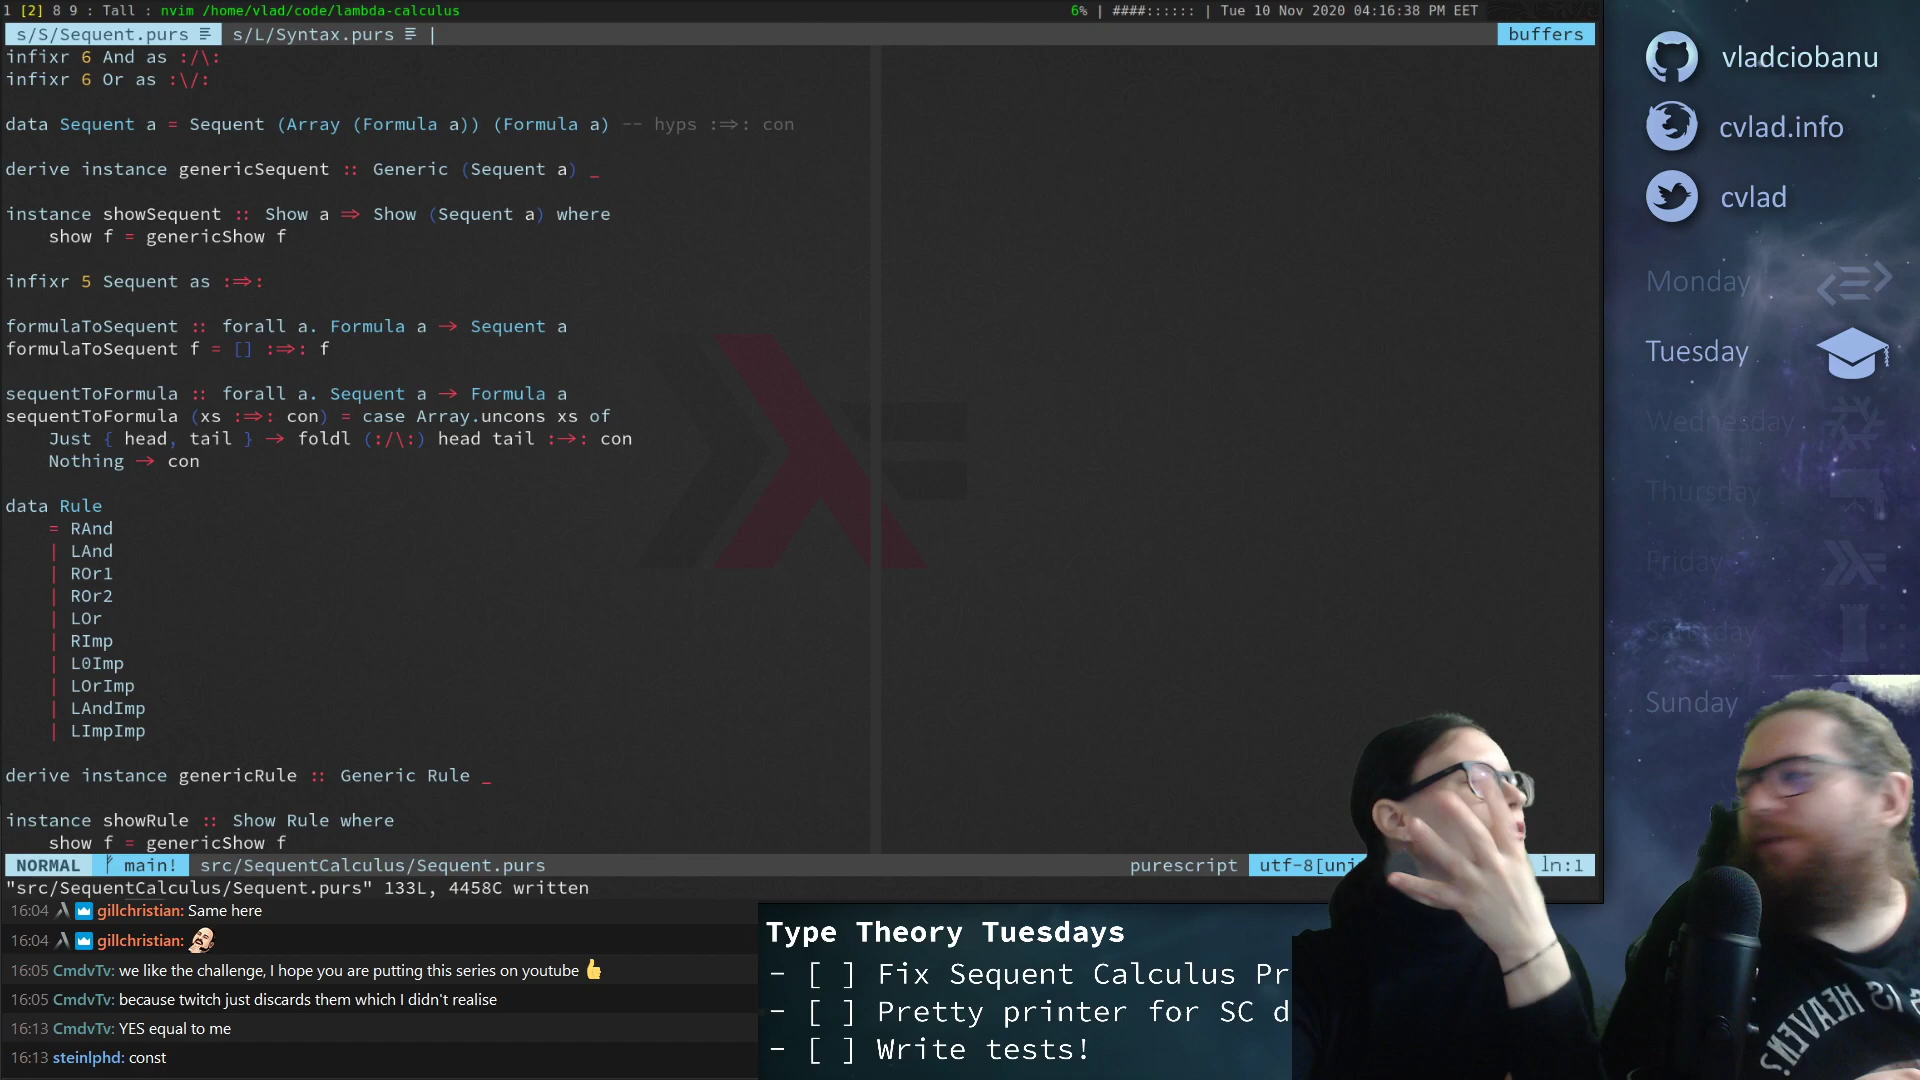 1 [2] 8 9 : Tall : nvim /home/vlad/code/lambda-calculus
6% | ####:::::: | Tue 10 Nov 2020 04:16:38 PM EET
s/S/Sequent.purs
s/L/Syntax.purs
buffers
infixr 6 And as :/\:
infixr 6 Or as :\/:
data Sequent a = Sequent (Array (Formula a)) (Formula a) -- hyps :=>: con
derive instance genericSequent :: Generic (Sequent a) _
instance showSequent :: Show a => Show (Sequent a) where
show f = genericShow f
infixr 5 Sequent as :=>:
formulaToSequent :: forall a. Formula a -> Sequent a
formulaToSequent f = [] :=>: f
sequentToFormula :: forall a. Sequent a -> Formula a
sequentToFormula (xs :=>: con) = case Array.uncons xs of
Just { head, tail } -> foldl (:/\:) head tail :->: con
Nothing -> con
data Rule
= RAnd
| LAnd
| ROr1
| ROr2
| LOr
| RImp
| L0Imp
| LOrImp
| LAndImp
| LImpImp
derive instance genericRule :: Generic Rule _
instance showRule :: Show Rule where
show f = genericShow f
NORMAL main! src/SequentCalculus/Sequent.purs
purescript utf-8[uni ln:1
"src/SequentCalculus/Sequent.purs" 133L, 4458C written
16:04 gillchristian: Same here
16:04 gillchristian:
16:05 CmdvTv: we like the challenge, I hope you are putting this series on youtube
16:05 CmdvTv: because twitch just discards them which I didn't realise
16:13 CmdvTv: YES equal to me
16:13 steinlphd: const
Type Theory Tuesdays
- [ ] Fix Sequent Calculus Pr
- [ ] Pretty printer for SC d
- [ ] Write tests!
vladciobanu
cvlad.info
cvlad
Monday
Tuesday
Wednesday
Thursday
Friday
Saturday
Sunday
IS HEAVEN?